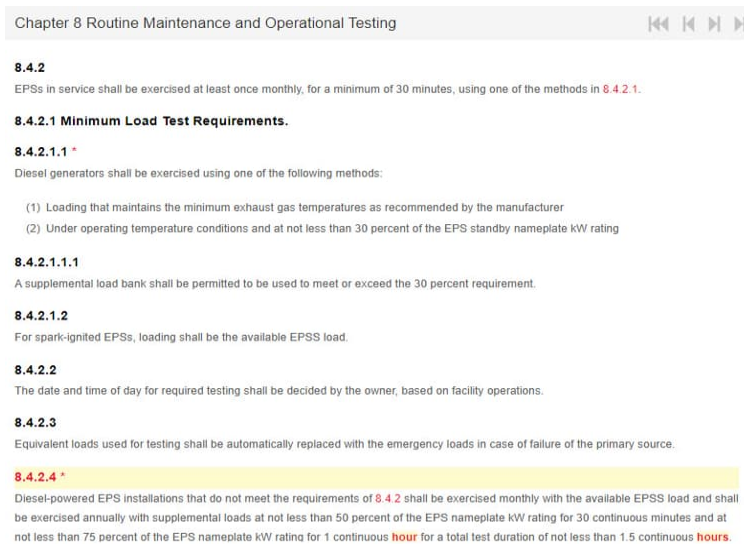 Chapter 8 Routine Maintenance and Operational Testing
8.4.2
EPSs in service shall be exercised at least once monthly, for a minimum of 30 minutes, using one of the methods in 8.4.2.1.
8.4.2.1 Minimum Load Test Requirements.
8.4.2.1.1 *
Diesel generators shall be exercised using one of the following methods:
(1) Loading that maintains the minimum exhaust gas temperatures as recommended by the manufacturer
(2) Under operating temperature conditions and at not less than 30 percent of the EPS standby nameplate kW rating
8.4.2.1.1.1
A supplemental load bank shall be permitted to be used to meet or exceed the 30 percent requirement.
8.4.2.1.2
For spark-ignited EPSs, loading shall be the available EPSS load.
8.4.2.2
The date and time of day for required testing shall be decided by the owner, based on facility operations.
8.4.2.3
Equivalent loads used for testing shall be automatically replaced with the emergency loads in case of failure of the primary source.
8.4.2.4 *
Diesel-powered EPS installations that do not meet the requirements of 8.4.2 shall be exercised monthly with the available EPSS load and shall
be exercised annually with supplemental loads at not less than 50 percent of the EPS nameplate kW rating for 30 continuous minutes and at
not less than 75 percent of the EPS nameplate kW rating for 1 continuous hour for a total test duration of not less than 1.5 continuous hours.